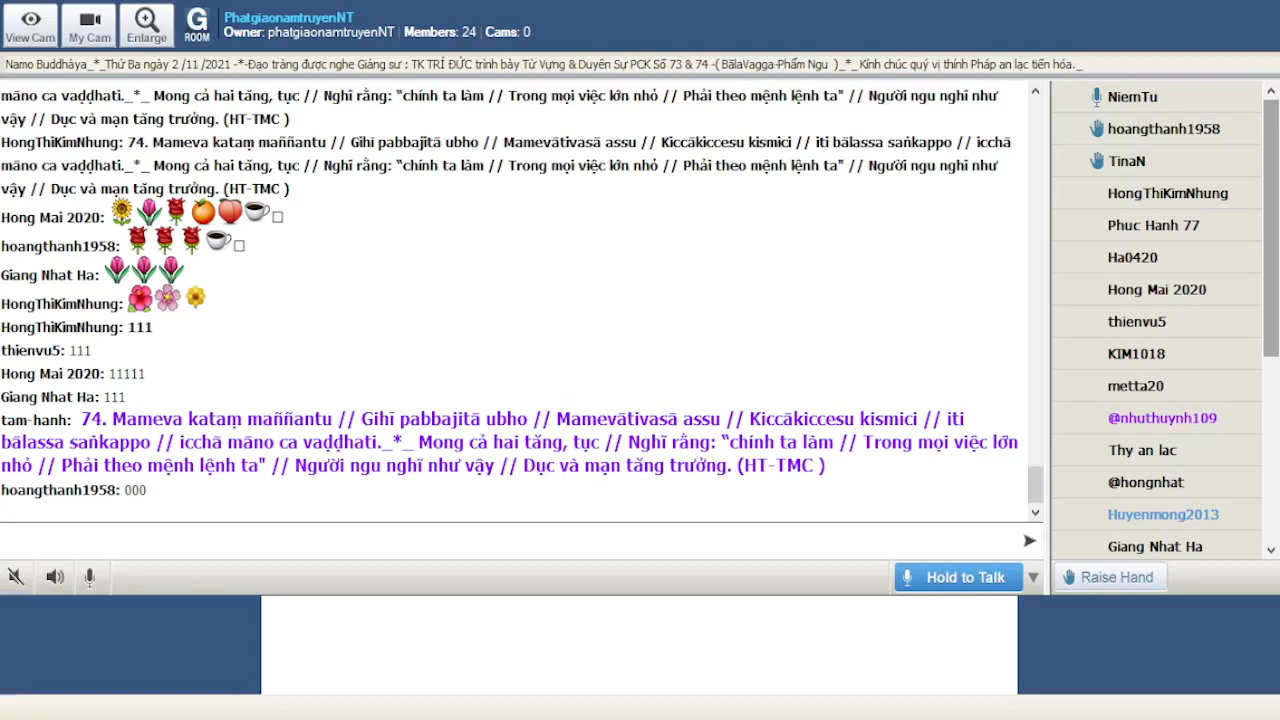 View Cam
My Cam
Enlarge
G
ROOM
PhatgiaonamtruyenNT
Owner: phatgiaonamtruyenNT | Members: 24 | Cams: 0
Namo Buddhàya_*_Thứ Ba ngày 2 /11 /2021 -*-Đạo tràng được nghe Giảng sư : TK TRÍ ĐỨC trình bày Từ Vựng & Duyên Sự PCK Số 73 & 74 -( BālaVagga-Phẩm Ngu )_*_ Kính chúc quý vị thính Pháp an lạc tiến hóa._
māno ca vaḍḍhati._*_ Mong cả hai tăng, tục // Nghĩ rằng: “chính ta làm // Trong mọi việc lớn nhỏ // Phải theo mệnh lệnh ta" // Người ngu nghĩ như
vậy // Dục và mạn tăng trưởng. (HT-TMC )
HongThiKimNhung: 74. Mameva kataṃ maññantu // Gihī pabbajitā ubho // Mamevātivasā assu // Kiccākiccesu kismici // iti bālassa saṅkappo // icchā
māno ca vaḍḍhati._*_ Mong cả hai tăng, tục // Nghĩ rằng: “chính ta làm // Trong mọi việc lớn nhỏ // Phải theo mệnh lệnh ta" // Người ngu nghĩ như
vậy // Dục và mạn tăng trưởng. (HT-TMC )
Hong Mai 2020:
hoangthanh1958:
Giang Nhat Ha:
HongThiKimNhung:
HongThiKimNhung: 111
thienvu5: 111
Hong Mai 2020: 11111
Giang Nhat Ha: 111
tam-hanh: 74. Mameva kataṃ maññantu // Gihī pabbajitā ubho // Mamevātivasā assu // Kiccākiccesu kismici // iti
bālassa saṅkappo // icchā māno ca vaḍḍhati._*_ Mong cả hai tăng, tục // Nghĩ rằng: “chính ta làm // Trong mọi việc lớn
nhỏ // Phải theo mệnh lệnh ta" // Người ngu nghĩ như vậy // Dục và mạn tăng trưởng. (HT-TMC )
hoangthanh1958: 000
Hold to Talk
NiemTu
hoangthanh1958
TinaN
HongThiKimNhung
Phuc Hanh 77
Ha0420
Hong Mai 2020
thienvu5
KIM1018
metta20
@nhuthuynh109
Thy an lac
@hongnhat
Huyenmong2013
Giang Nhat Ha
Raise Hand